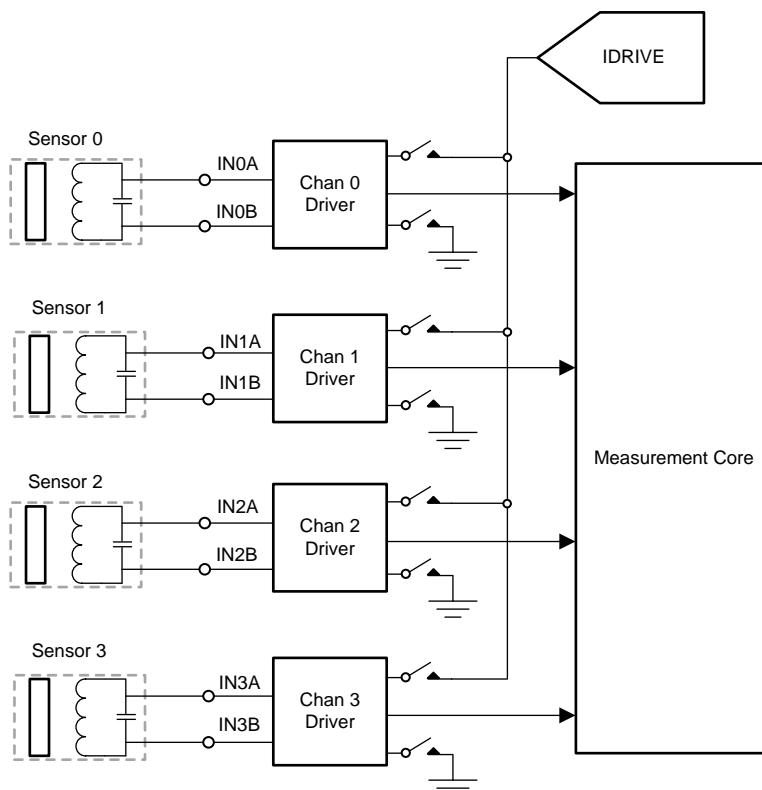 IDRIVE
Sensor 0
IN0A
IN0B
Chan 0
Driver
Sensor 1
IN1A
IN1B
Chan 1
Driver
Measurement Core
Sensor 2
IN2A
IN2B
Chan 2
Driver
Sensor 3
IN3A
IN3B
Chan 3
Driver